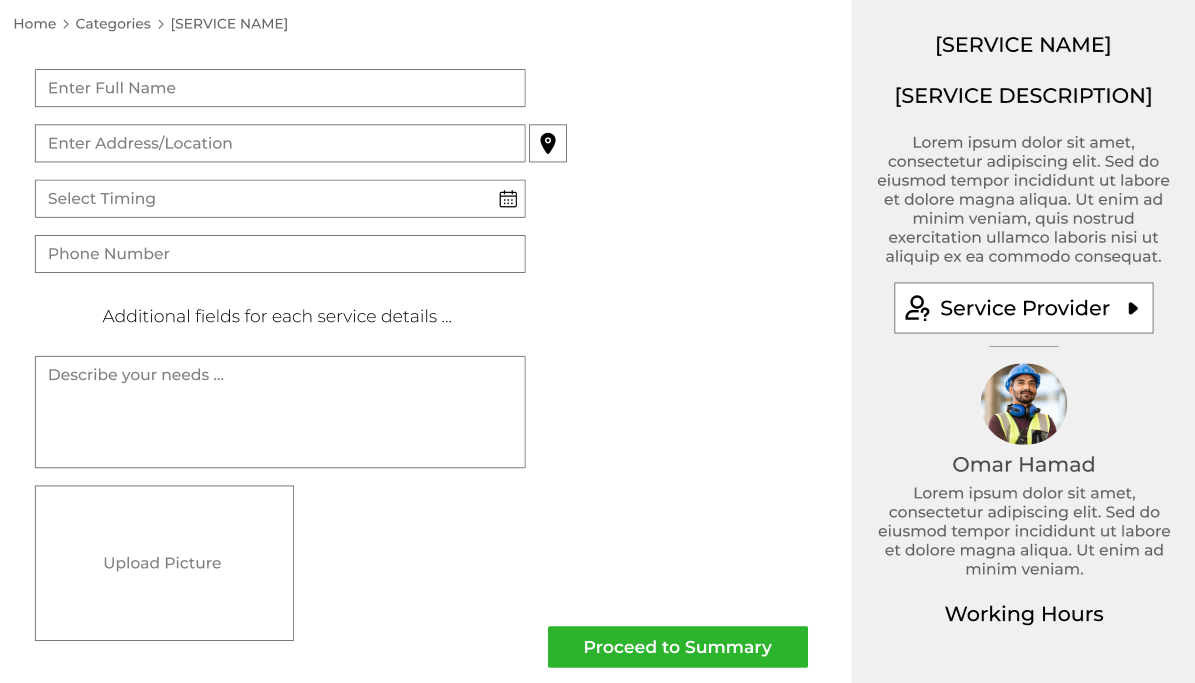 Home > Categories > [SERVICE NAME]
Enter Full Name
Enter Address/Location
Select Timing
Phone Number
Additional fields for each service details ...
Describe your needs ...
Upload Picture
Proceed to Summary
[SERVICE NAME]
[SERVICE DESCRIPTION]
Lorem ipsum dolor sit amet,
consectetur adipiscing elit. Sed do
eiusmod tempor incididunt ut labore
et dolore magna aliqua. Ut enim ad
minim veniam, quis nostrud
exercitation ullamco laboris nisi ut
aliquip ex ea commodo consequat.
Service Provider
Omar Hamad
Lorem ipsum dolor sit amet,
consectetur adipiscing elit. Sed do
eiusmod tempor incididunt ut labore
et dolore magna aliqua. Ut enim ad
minim veniam.
Working Hours